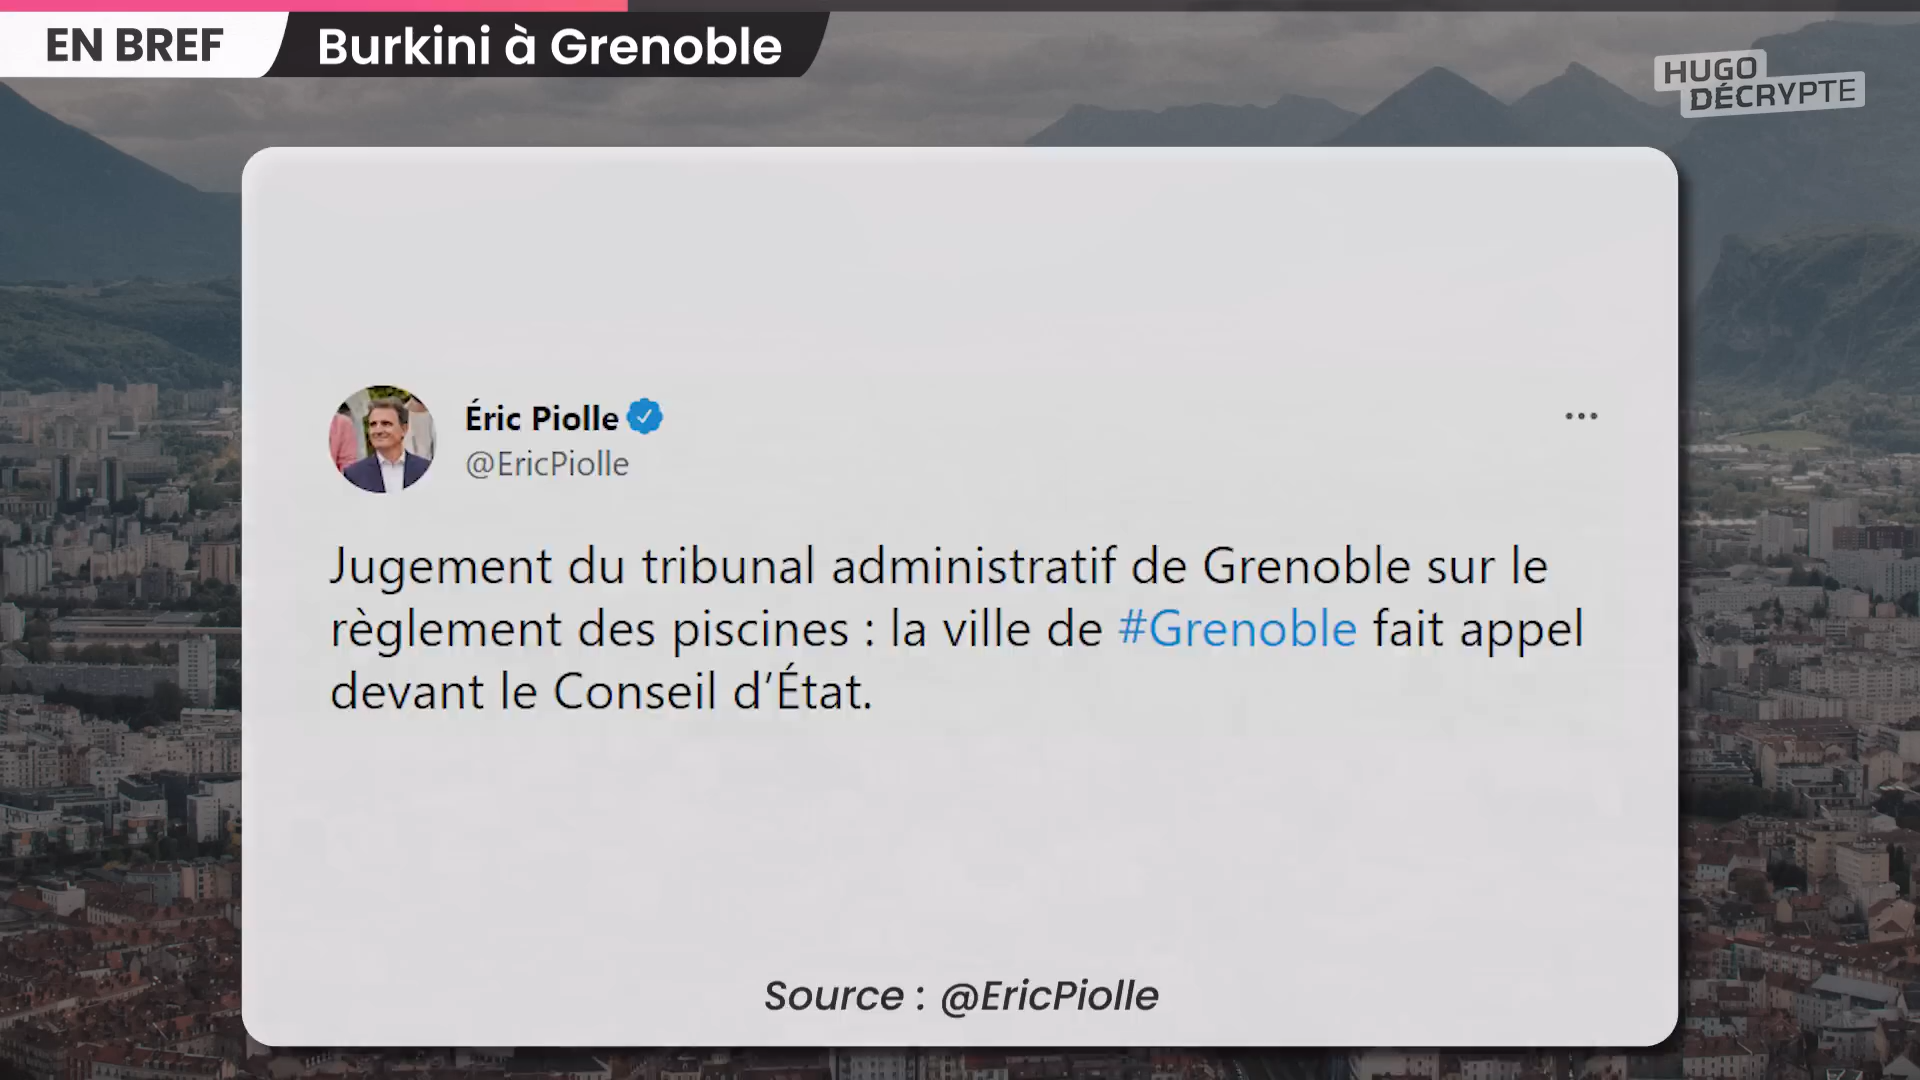 EN BREF
Burkini à Grenoble
HUGO
DÉCRYPTE
Éric Piolle
@EricPiolle
Jugement du tribunal administratif de Grenoble sur le
règlement des piscines : la ville de #Grenoble fait appel
devant le Conseil d’État.
Source : @EricPiolle